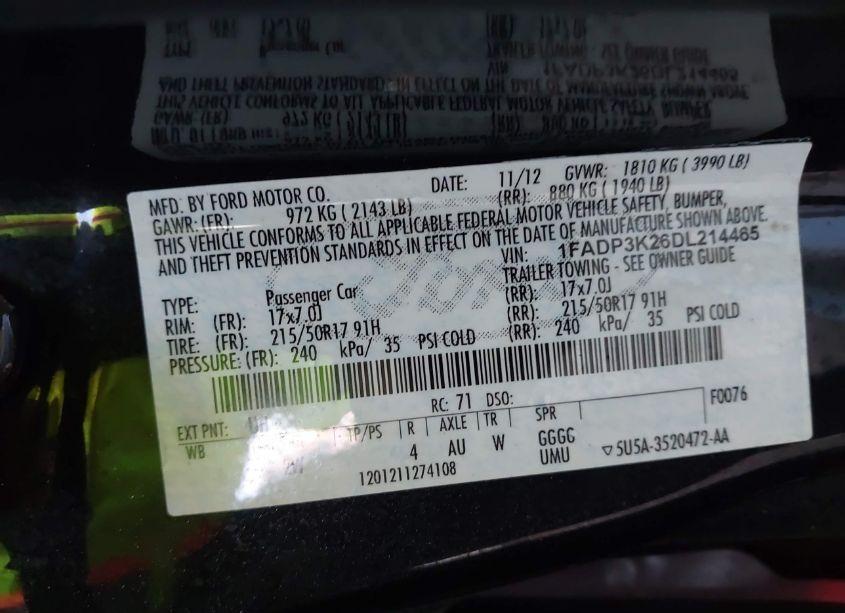 MFD. BY FORD MOTOR CO. DATE: 11/12 GVWR: 1810 KG ( 3990 LB)
GAWR: (FR): 972 KG ( 2143 LB) (RR): 880 KG ( 1940 LB)
THIS VEHICLE CONFORMS TO ALL APPLICABLE FEDERAL MOTOR VEHICLE SAFETY, BUMPER,
AND THEFT PREVENTION STANDARDS IN EFFECT ON THE DATE OF MANUFACTURE SHOWN ABOVE.
VIN: 1FADP3K26DL214465
TRAILER TOWING - SEE OWNER GUIDE
TYPE: Passenger Car
RIM: (FR): 17x7.0J (RR): 17x7.0J
TIRE: (FR): 215/50R17 91H (RR): 215/50R17 91H
PRESSURE: (FR): 240 kPa/ 35 PSI COLD (RR): 240 kPa/ 35 PSI COLD
F0076
EXT PNT: RC: 71 DSO:
WB TP/PS R AXLE TR SPR
4 AU W GGGG
UMU
1201211274108
▽5U5A-3520472-AA